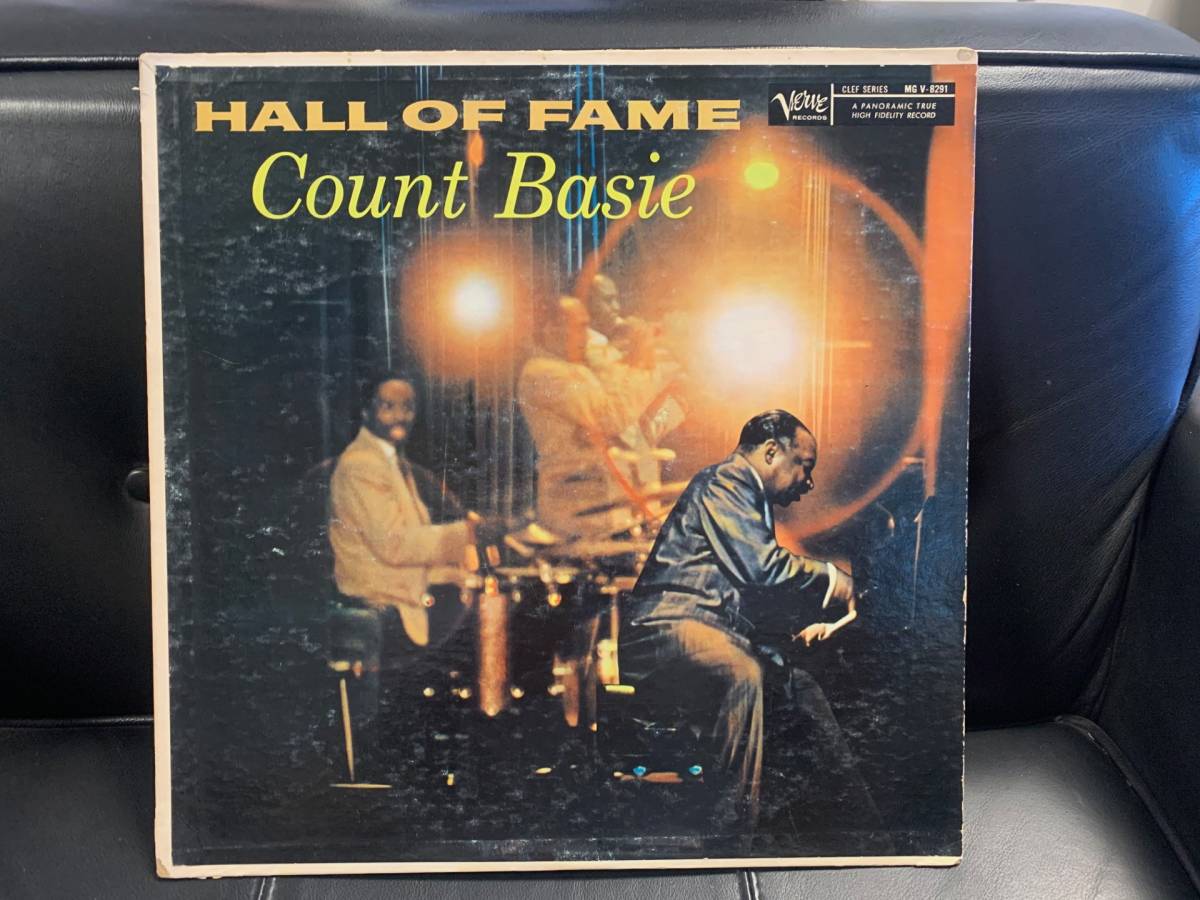 HALL OF FAME
Count Basie
Verve
RECORDS
CLEF SERIES MG V-8291
A PANORAMIC TRUE
HIGH FIDELITY RECORD